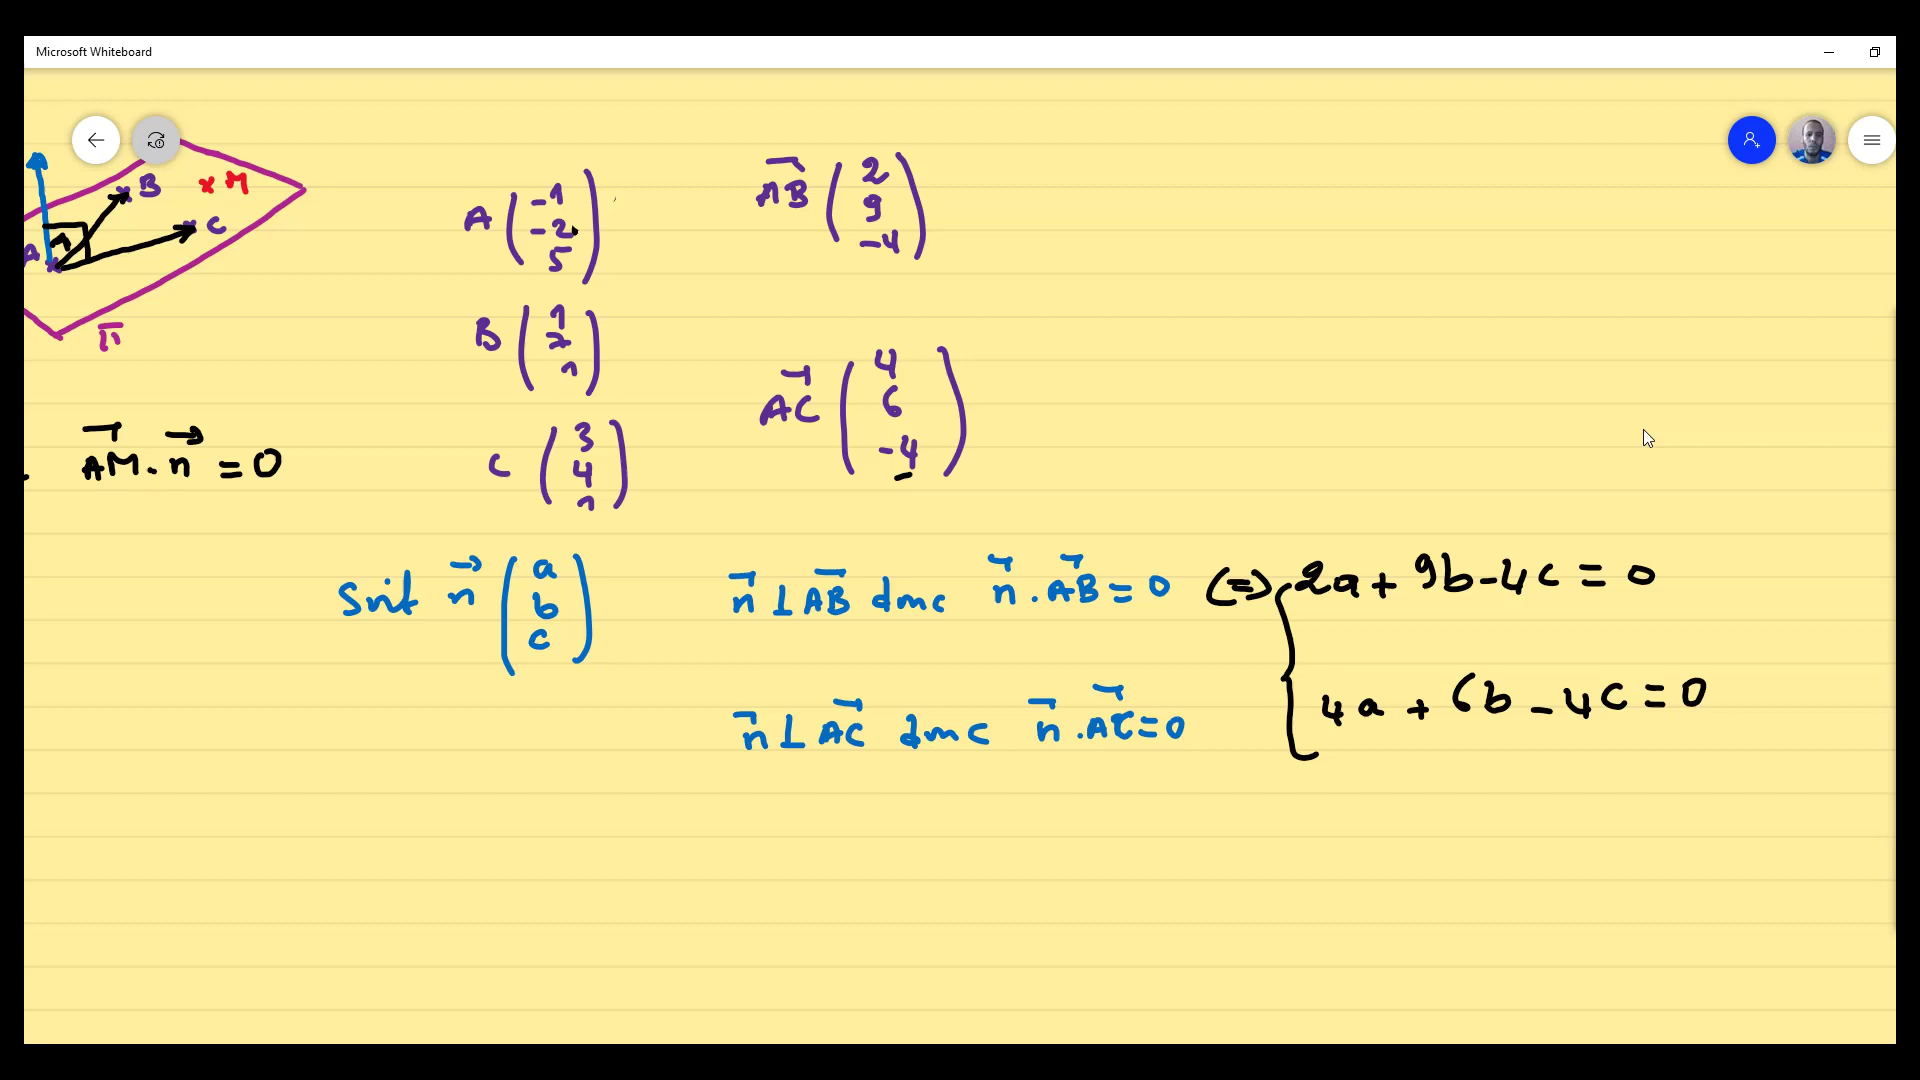 Microsoft Whiteboard
B
M
C
A
π
A ( -1 -2 5 )
B ( 1 7 1 )
C ( 3 4 1 )
AB ( 2 9 -4 )
AC ( 4 6 -4 )
AM . n = 0
Soit n ( a b c )
n ⊥ AB donc n . AB = 0 (=) 2a + 9b - 4c = 0
n ⊥ AC donc n . AC = 0
4a + 6b - 4c = 0